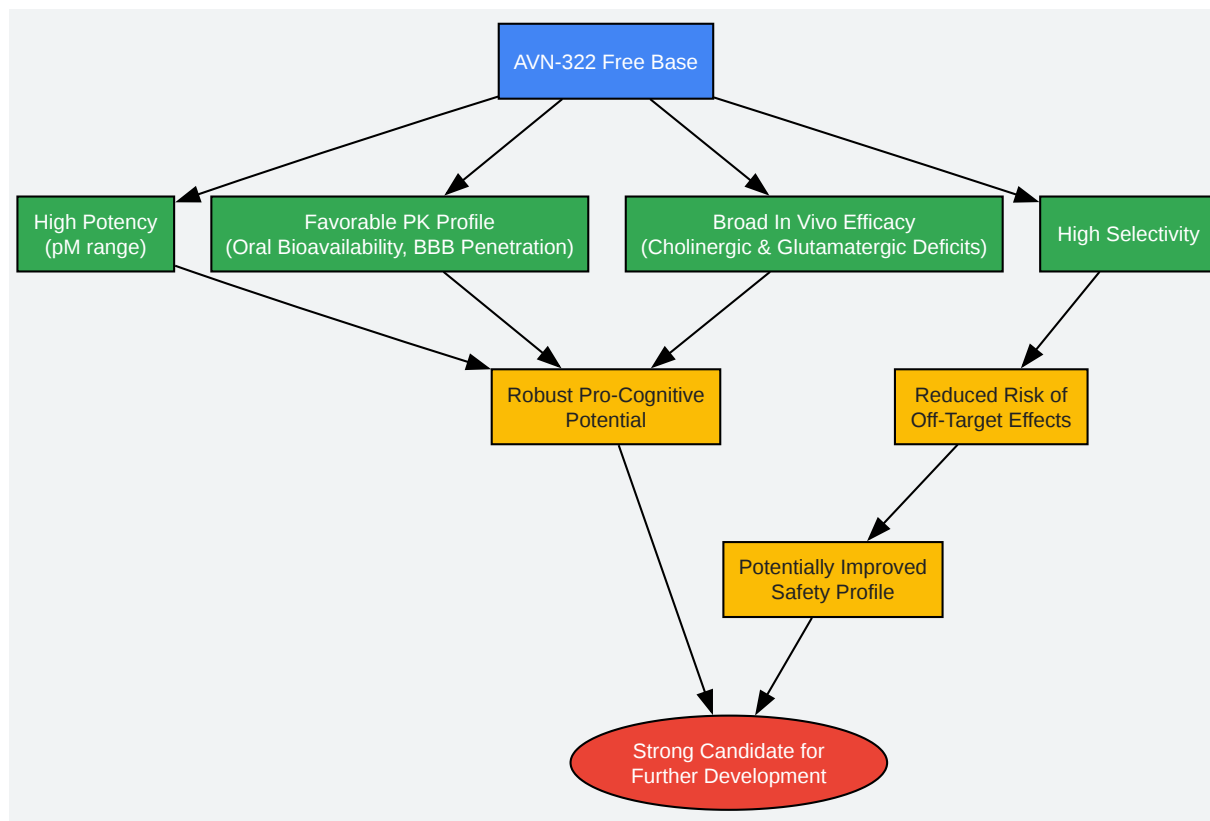 AVN-322 Free Base
High Potency
(pM range)
Favorable PK Profile
(Oral Bioavailability, BBB Penetration)
Broad In Vivo Efficacy
(Cholinergic & Glutamatergic Deficits)
High Selectivity
Robust Pro-Cognitive
Potential
Reduced Risk of
Off-Target Effects
Potentially Improved
Safety Profile
Strong Candidate for
Further Development